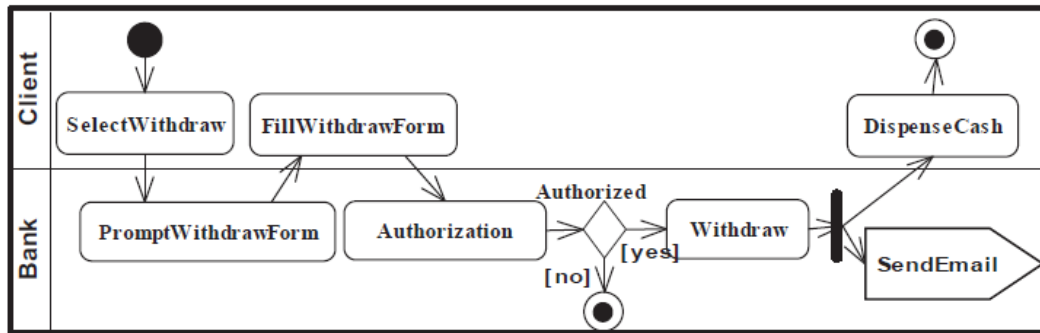 Client
SelectWithdraw
FillWithdrawForm
DispenseCash
Bank
PromptWithdrawForm
Authorization
Authorized
[yes]
[no]
Withdraw
SendEmail